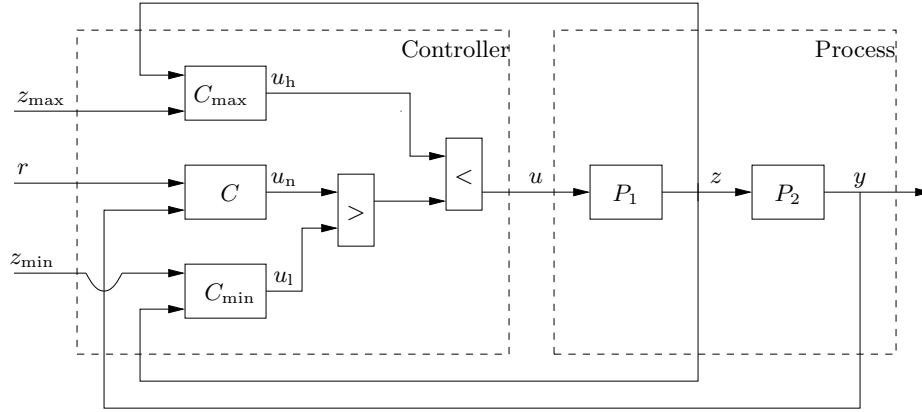 Controller
Process
z_max
C_max
u_h
<
r
C
u_n
>
u
P_1
z
P_2
y
z_min
C_min
u_l